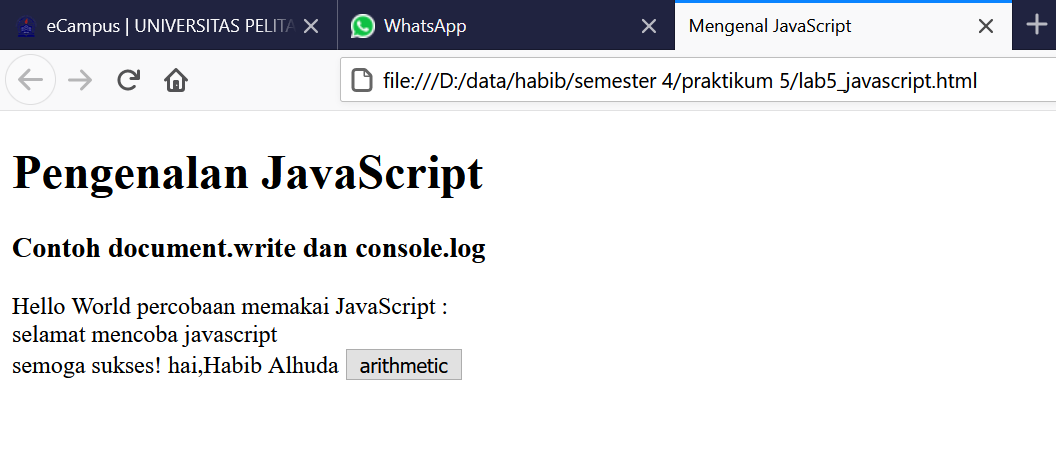 eCampus | UNIVERSITAS PELITA
WhatsApp
Mengenal JavaScript
file:///D:/data/habib/semester 4/praktikum 5/lab5_javascript.html
Pengenalan JavaScript
Contoh document.write dan console.log
Hello World percobaan memakai JavaScript :
selamat mencoba javascript
semoga sukses! hai,Habib Alhuda arithmetic